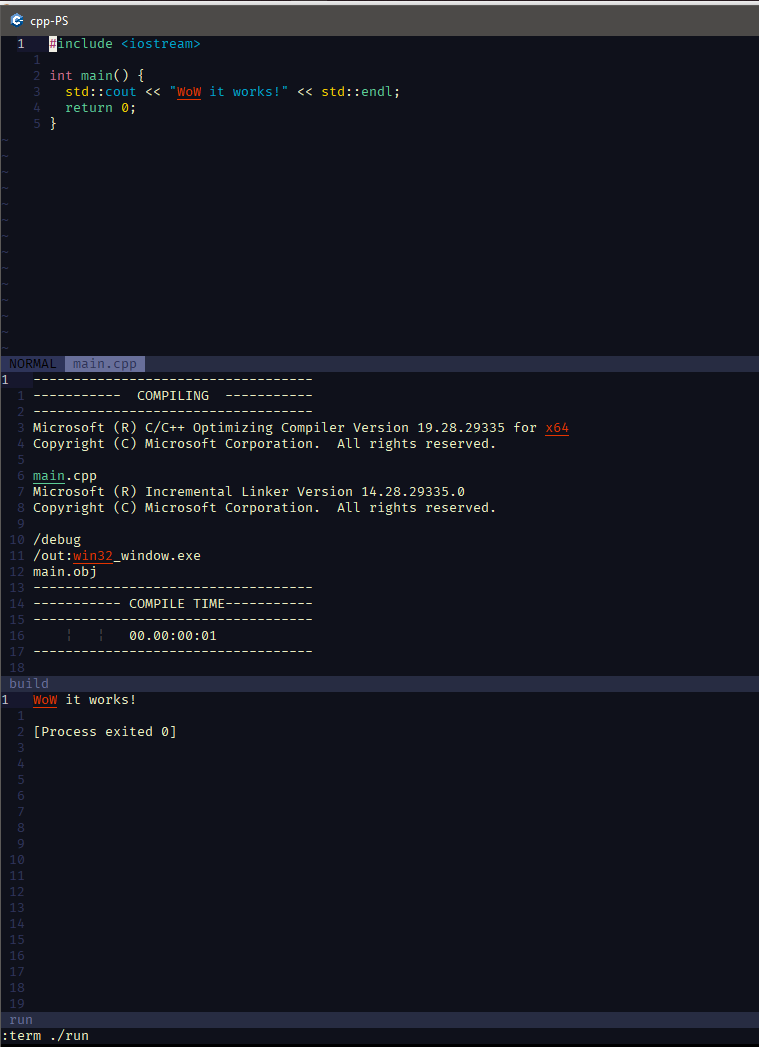 cpp-PS
1 #include <iostream>
1
2 int main() {
3 std::cout << "WoW it works!" << std::endl;
4 return 0;
5 }
~
~
~
~
~
~
~
~
~
~
~
~
~
~
NORMAL main.cpp
1 -----------------------------------
1 ----------- COMPILING -----------
2 -----------------------------------
3 Microsoft (R) C/C++ Optimizing Compiler Version 19.28.29335 for x64
4 Copyright (C) Microsoft Corporation. All rights reserved.
5
6 main.cpp
7 Microsoft (R) Incremental Linker Version 14.28.29335.0
8 Copyright (C) Microsoft Corporation. All rights reserved.
9
10 /debug
11 /out:win32_window.exe
12 main.obj
13 -----------------------------------
14 ----------- COMPILE TIME-----------
15 -----------------------------------
16 ¦ ¦ 00.00:00:01
17 -----------------------------------
18
build
1 WoW it works!
1
2 [Process exited 0]
3
4
5
6
7
8
9
10
11
12
13
14
15
16
17
18
19
run
:term ./run